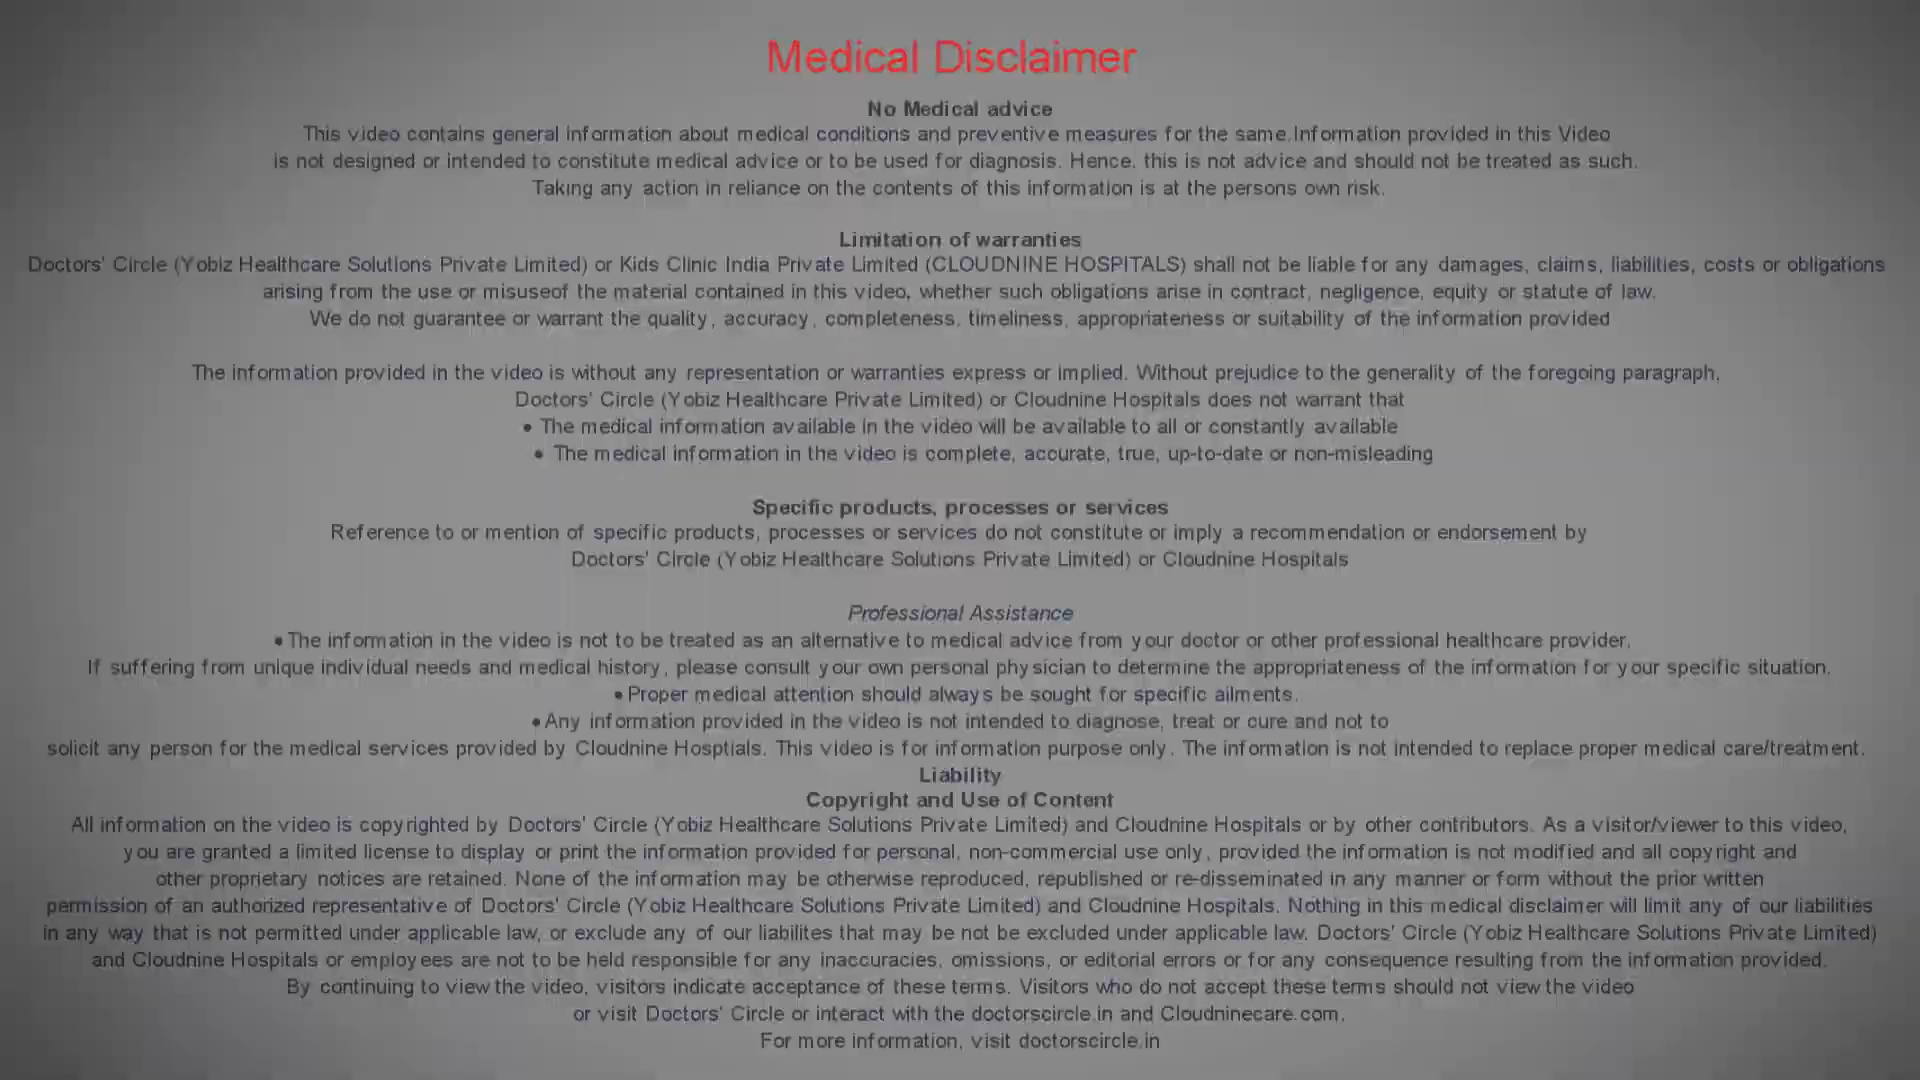 Medical Disclaimer
No Medical advice
This video contains general information about medical conditions and preventive measures for the same.Information provided in this Video
is not designed or intended to constitute medical advice or to be used for diagnosis. Hence, this is not advice and should not be treated as such.
Taking any action in reliance on the contents of this information is at the persons own risk.
Limitation of warranties
Doctors' Circle (Yobiz Healthcare Solutions Private Limited) or Kids Clinic India Private Limited (CLOUDNINE HOSPITALS) shall not be liable for any damages, claims, liabilities, costs or obligations
arising from the use or misuseof the material contained in this video, whether such obligations arise in contract, negligence, equity or statute of law.
We do not guarantee or warrant the quality, accuracy, completeness, timeliness, appropriateness or suitability of the information provided
The information provided in the video is without any representation or warranties express or implied. Without prejudice to the generality of the foregoing paragraph,
Doctors' Circle (Yobiz Healthcare Private Limited) or Cloudnine Hospitals does not warrant that
• The medical information available in the video will be available to all or constantly available
• The medical information in the video is complete, accurate, true, up-to-date or non-misleading
Specific products, processes or services
Reference to or mention of specific products, processes or services do not constitute or imply a recommendation or endorsement by
Doctors' Circle (Yobiz Healthcare Solutions Private Limited) or Cloudnine Hospitals
Professional Assistance
• The information in the video is not to be treated as an alternative to medical advice from your doctor or other professional healthcare provider.
If suffering from unique individual needs and medical history, please consult your own personal physician to determine the appropriateness of the information for your specific situation.
• Proper medical attention should always be sought for specific ailments.
• Any information provided in the video is not intended to diagnose, treat or cure and not to
solicit any person for the medical services provided by Cloudnine Hosptials. This video is for information purpose only. The information is not intended to replace proper medical care/treatment.
Liability
Copyright and Use of Content
All information on the video is copyrighted by Doctors' Circle (Yobiz Healthcare Solutions Private Limited) and Cloudnine Hospitals or by other contributors. As a visitor/viewer to this video,
you are granted a limited license to display or print the information provided for personal, non-commercial use only, provided the information is not modified and all copyright and
other proprietary notices are retained. None of the information may be otherwise reproduced, republished or re-disseminated in any manner or form without the prior written
permission of an authorized representative of Doctors' Circle (Yobiz Healthcare Solutions Private Limited) and Cloudnine Hospitals. Nothing in this medical disclaimer will limit any of our liabilities
in any way that is not permitted under applicable law, or exclude any of our liabilites that may be not be excluded under applicable law. Doctors' Circle (Yobiz Healthcare Solutions Private Limited)
and Cloudnine Hospitals or employees are not to be held responsible for any inaccuracies, omissions, or editorial errors or for any consequence resulting from the information provided.
By continuing to view the video, visitors indicate acceptance of these terms. Visitors who do not accept these terms should not view the video
or visit Doctors' Circle or interact with the doctorscircle.in and Cloudninecare.com.
For more information, visit doctorscircle.in